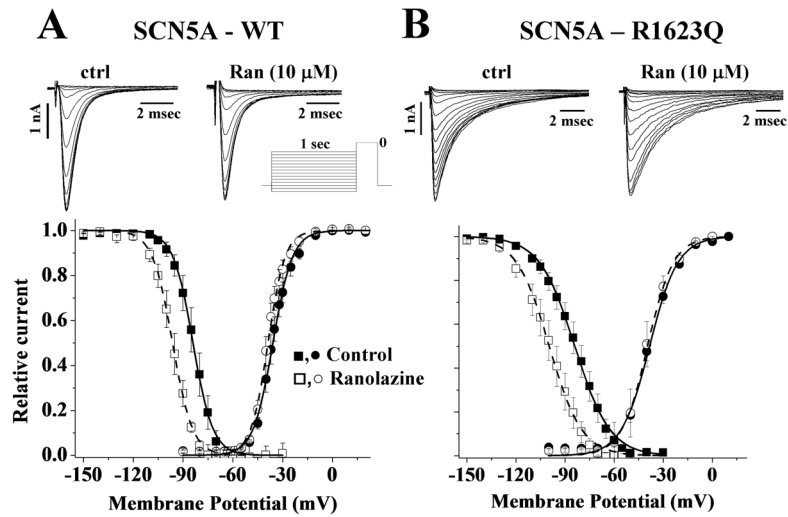 A SCN5A - WT
ctrl
Ran (10 µM)
1 nA
2 msec
2 msec
1 sec
0
Relative current
1.0
0.8
0.6
0.4
0.2
0.0
■,● Control
□,○ Ranolazine
-150 -120 -90 -60 -30 0
Membrane Potential (mV)
B SCN5A – R1623Q
ctrl
Ran (10 µM)
1 nA
2 msec
2 msec
-150 -120 -90 -60 -30 0
Membrane Potential (mV)